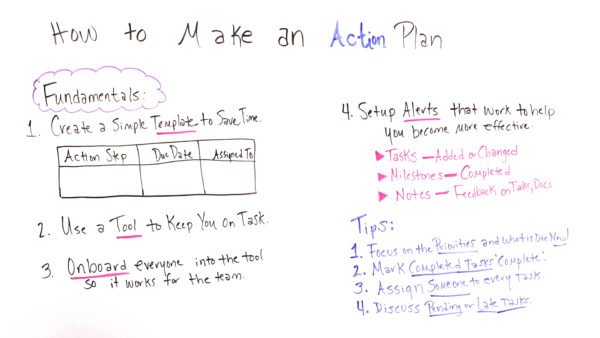 How to Make an Action Plan
Fundamentals:
1. Create a Simple Template to Save Time.
Action Step Due Date Assigned To
2. Use a Tool to Keep You on Task.
3. Onboard everyone into the tool
so it works for the team.
4. Setup Alerts that work to help
you become more effective.
Tasks — Added or Changed
Milestones — Completed
Notes — Feedback on Tasks, Docs
Tips:
1. Focus on the Priorities and what is Due Now!
2. Mark Completed Tasks "Complete".
3. Assign Someone to every task.
4. Discuss Pending or Late Tasks.